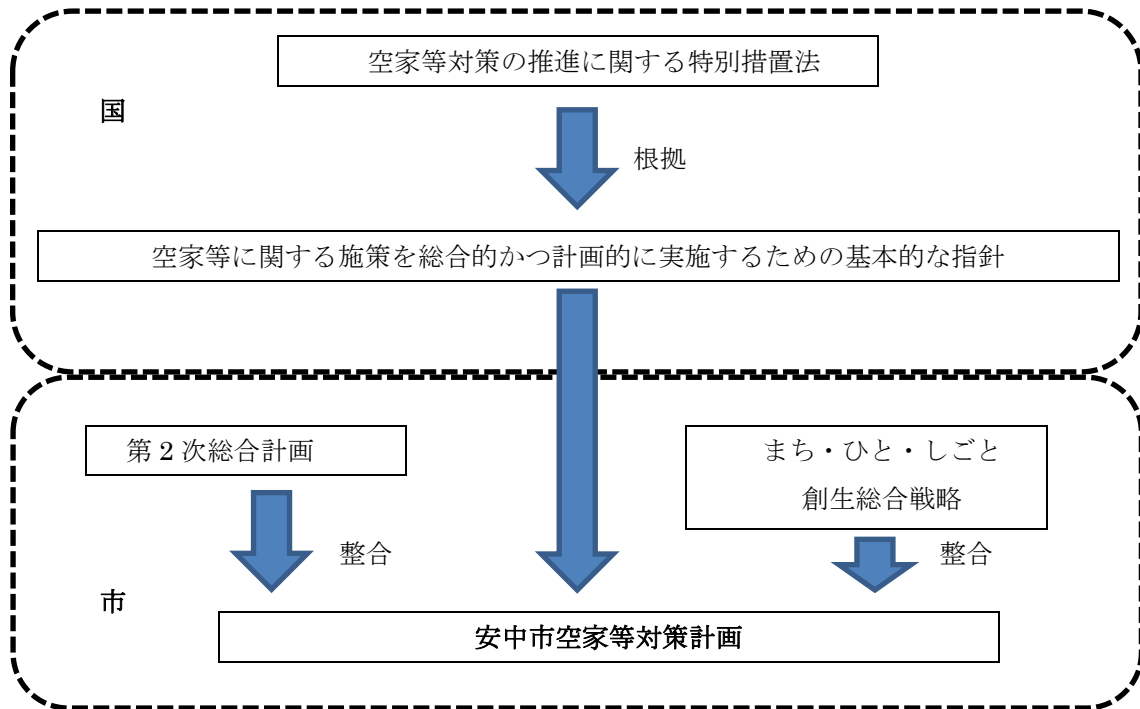 空家等対策の推進に関する特別措置法
国
根拠
空家等に関する施策を総合的かつ計画的に実施するための基本的な指針
第2次総合計画
まち・ひと・しごと
創生総合戦略
整合
整合
市
安中市空家等対策計画